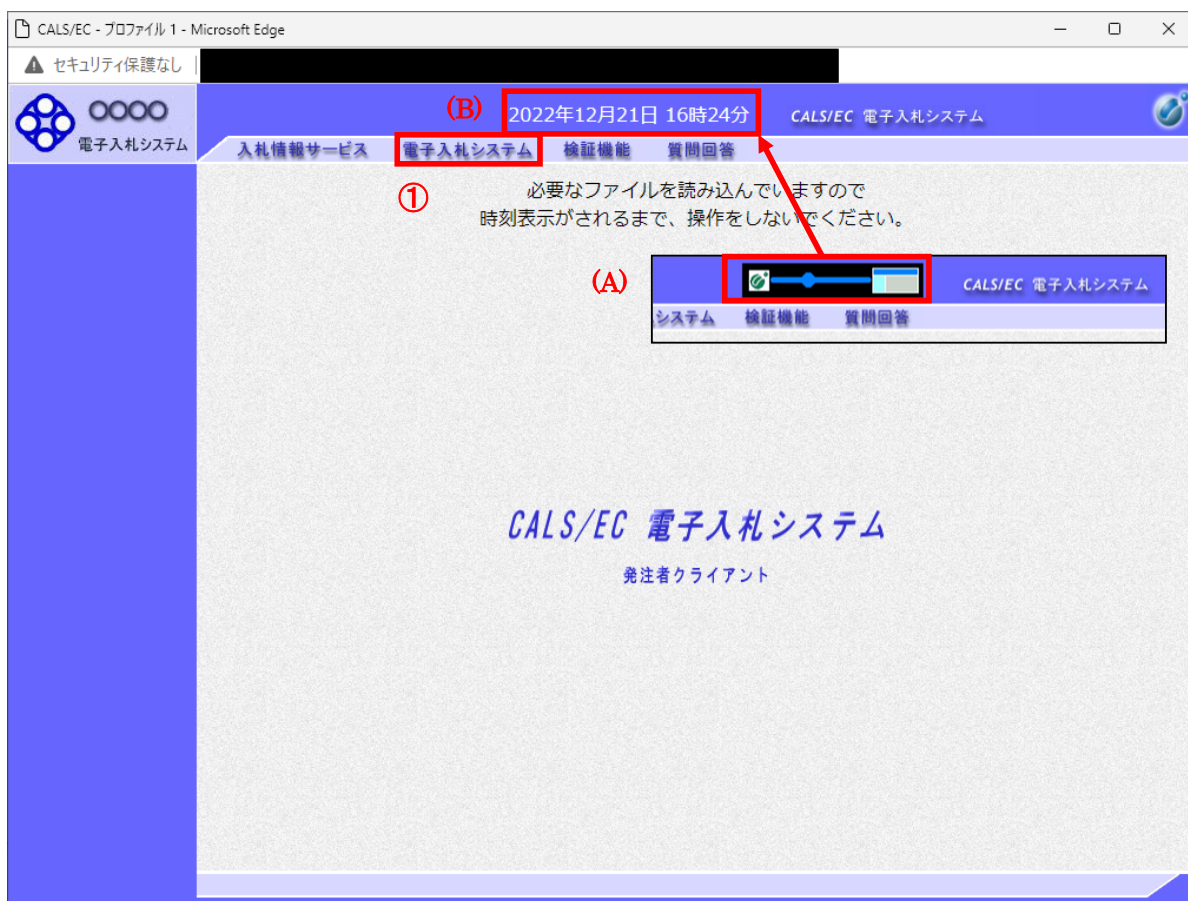 CALS/EC - プロファイル 1 - Microsoft Edge
セキュリティ保護なし
OOOO
電子入札システム
(B)
2022年12月21日 16時24分
CALS/EC 電子入札システム
入札情報サービス
電子入札システム
検証機能
質問回答
①
必要なファイルを読み込んでいますので
時刻表示がされるまで、操作をしないでください。
(A)
CALS/EC 電子入札システム
システム
検証機能
質問回答
CALS/EC 電子入札システム
発注者クライアント